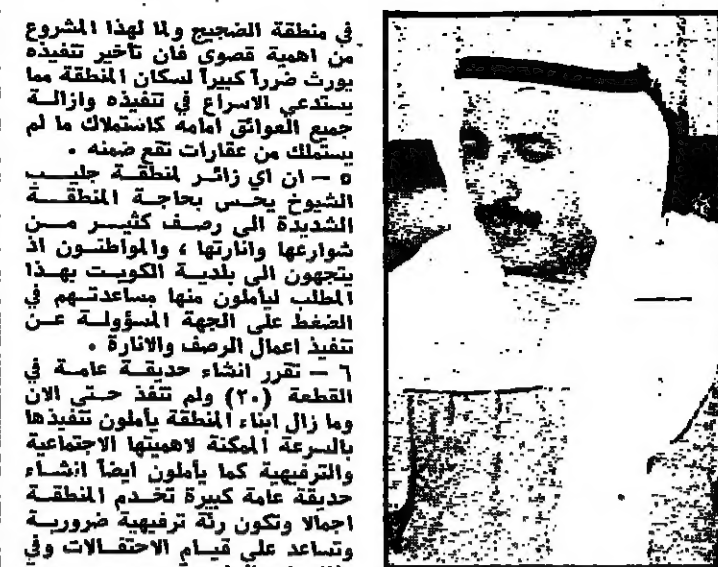 في منطقة الضجيج ولما لهذا المشروع
من اهمية قصوى فان تأخير تنفيذه
يورث ضرراً كبيراً لسكان المنطقة مما
يستدعي الاسراع في تنفيذه وازالة
جميع العوائق امامه كاستملاك ما لم
يستملك من عقارات تقع ضمنه .
٥ — ان اي زائر لمنطقة جليب
الشيوخ يحس بحاجة المنطقة
الشديدة الى رصف كثير من
شوارعها وانارتها ، والمواطنون اذ
يتجهون الى بلدية الكويت بهذا
المطلب ليأملون منها مساعدتهم في
الضغط على الجهة المسؤولة عن
تنفيذ اعمال الرصف والانارة .
٦ — تقرر انشاء حديقة عامة في
القطعة (٢٠) ولم تنفذ حتى الان
وما زال ابناء المنطقة يأملون تنفيذها
بالسرعة الممكنة لاهميتها الاجتماعية
والترفيهية كما يأملون ايضاً انشاء
حديقة عامة كبيرة تخدم المنطقة
اجمالا وتكون رئة ترفيهية ضرورية
وتساعد على قيام الاحتفالات وفي